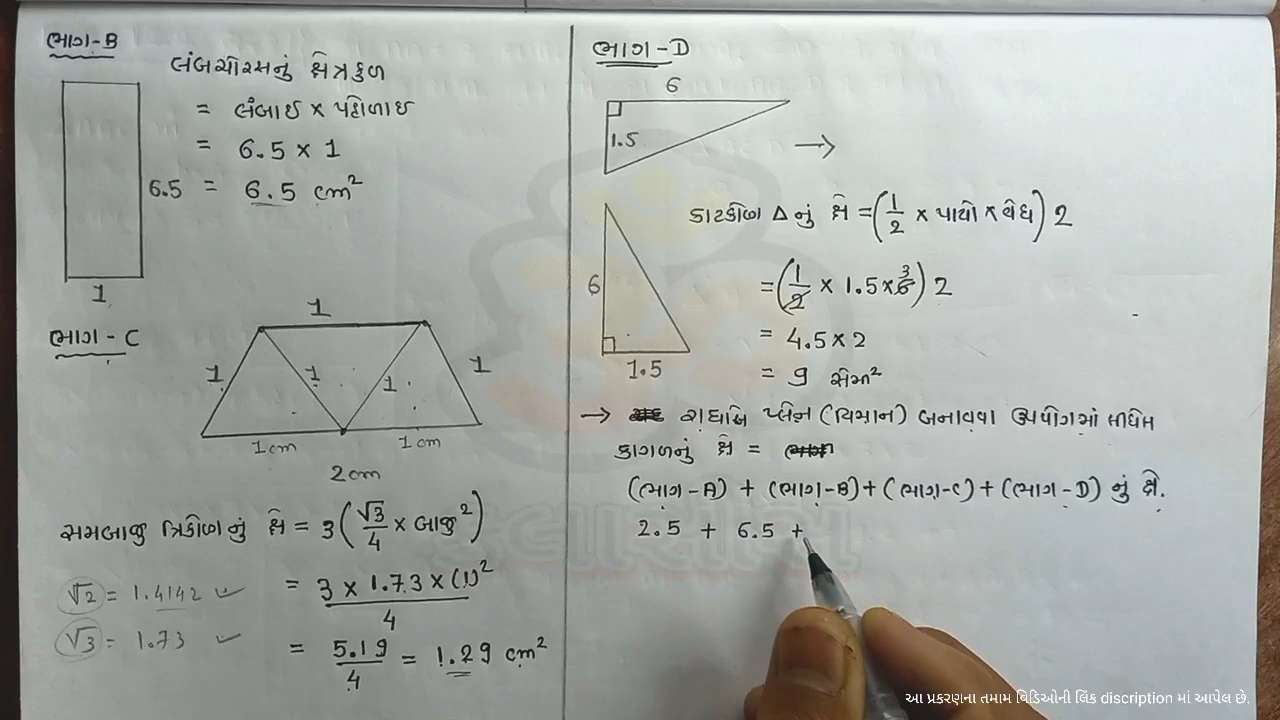 ભાગ-B
લંબચોરસનું ક્ષેત્રફળ
= લંબાઈ × પહોળાઈ
= 6.5 × 1
= 6.5 cm²
6.5
1
ભાગ - C
1
1
1
1
1
1cm
1cm
2cm
સમબાજુ ત્રિકોણનું ક્ષે = 3(√3/4 × બાજુ²)
= 3 × 1.73 × (1)²/4
= 5.19/4 = 1.29 cm²
√2 = 1.4142
√3 = 1.73
ભાગ - D
6
1.5
→
6
1.5
કાટકોણ Δ નું ક્ષે = (1/2 × પાયો × વેધ) 2
= (1/2 × 1.5 × 6 3) 2
= 4.5 × 2
= 9 સેમી²
→ પ્લેન (વિમાન) બનાવવા ઉપયોગમાં લીધેલ
કાગળનું ક્ષે =
(ભાગ-A) + (ભાગ-B) + (ભાગ-C) + (ભાગ-D) નું ક્ષે.
2.5 + 6.5 +
આ પ્રકરણના તમામ વિડિઓની લિંક discription માં આપેલ છે.